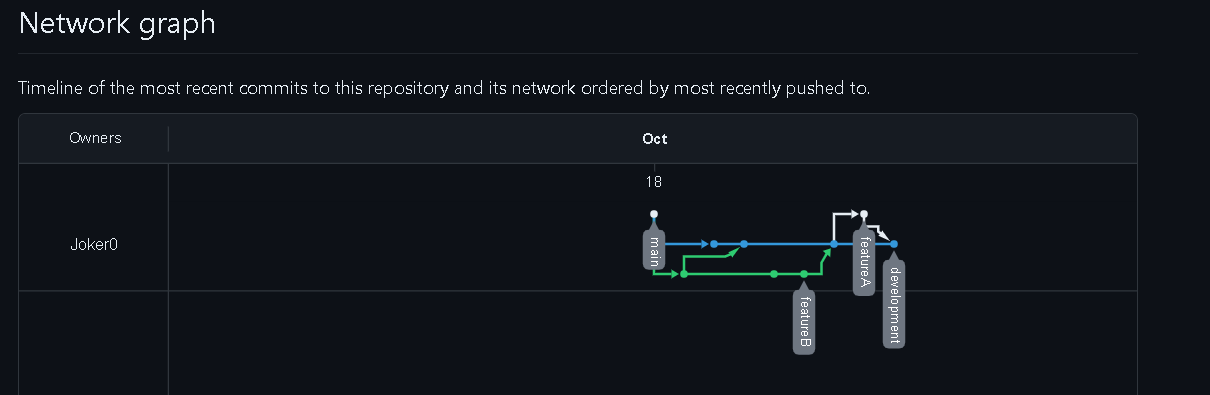 Network graph
Timeline of the most recent commits to this repository and its network ordered by most recently pushed to.
Owners
Oct
18
Joker0
main
featureA
development
featureB